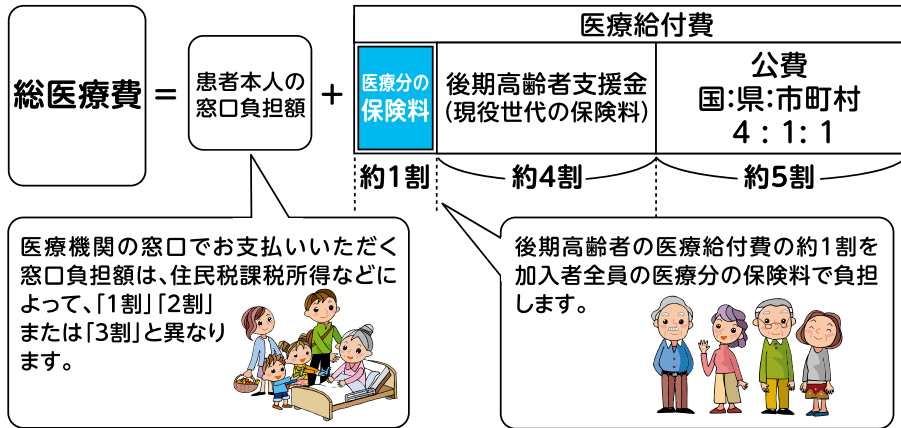 総医療費
=
患者本人の
窓口負担額
+
医療給付費
医療分の
保険料
後期高齢者支援金
(現役世代の保険料)
公費
国:県:市町村
4:1:1
約1割
約4割
約5割
医療機関の窓口でお支払いいただく
窓口負担額は、住民税課税所得などに
よって、「1割」「2割」
または「3割」と異なり
ます。
後期高齢者の医療給付費の約1割を
加入者全員の医療分の保険料で負担
します。